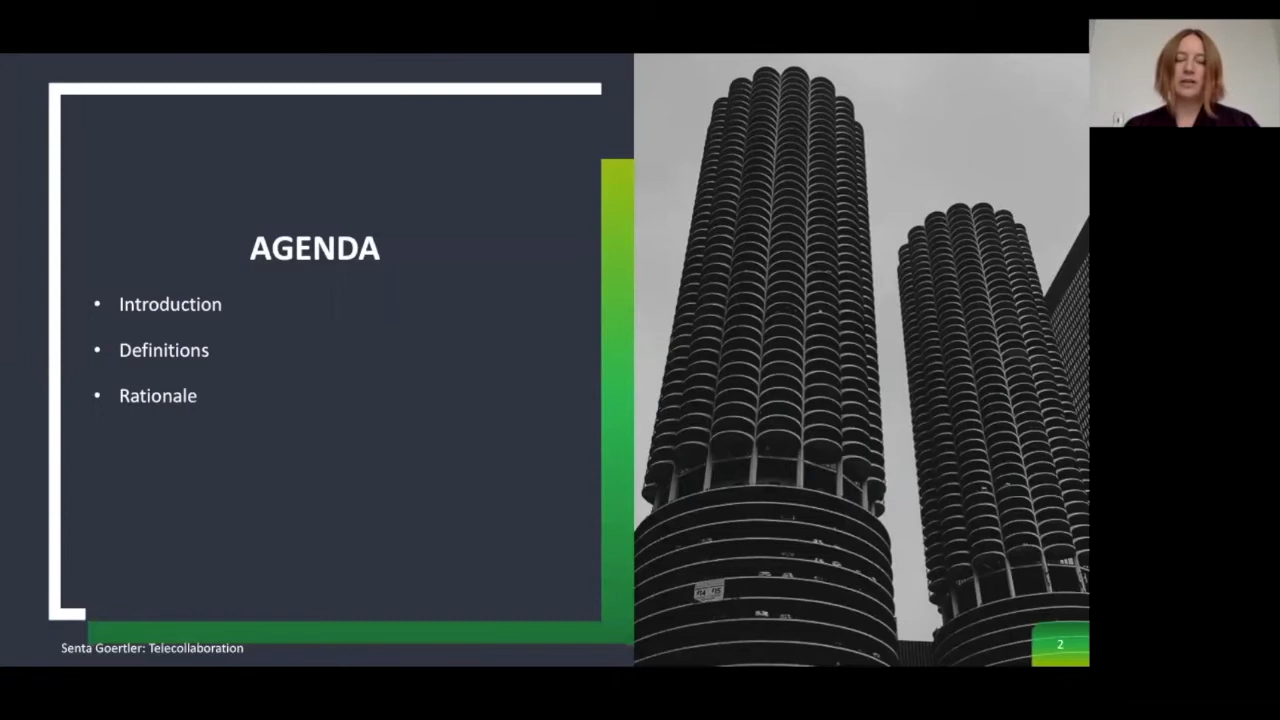 AGENDA
• Introduction
• Definitions
• Rationale
Senta Goertler: Telecollaboration
2